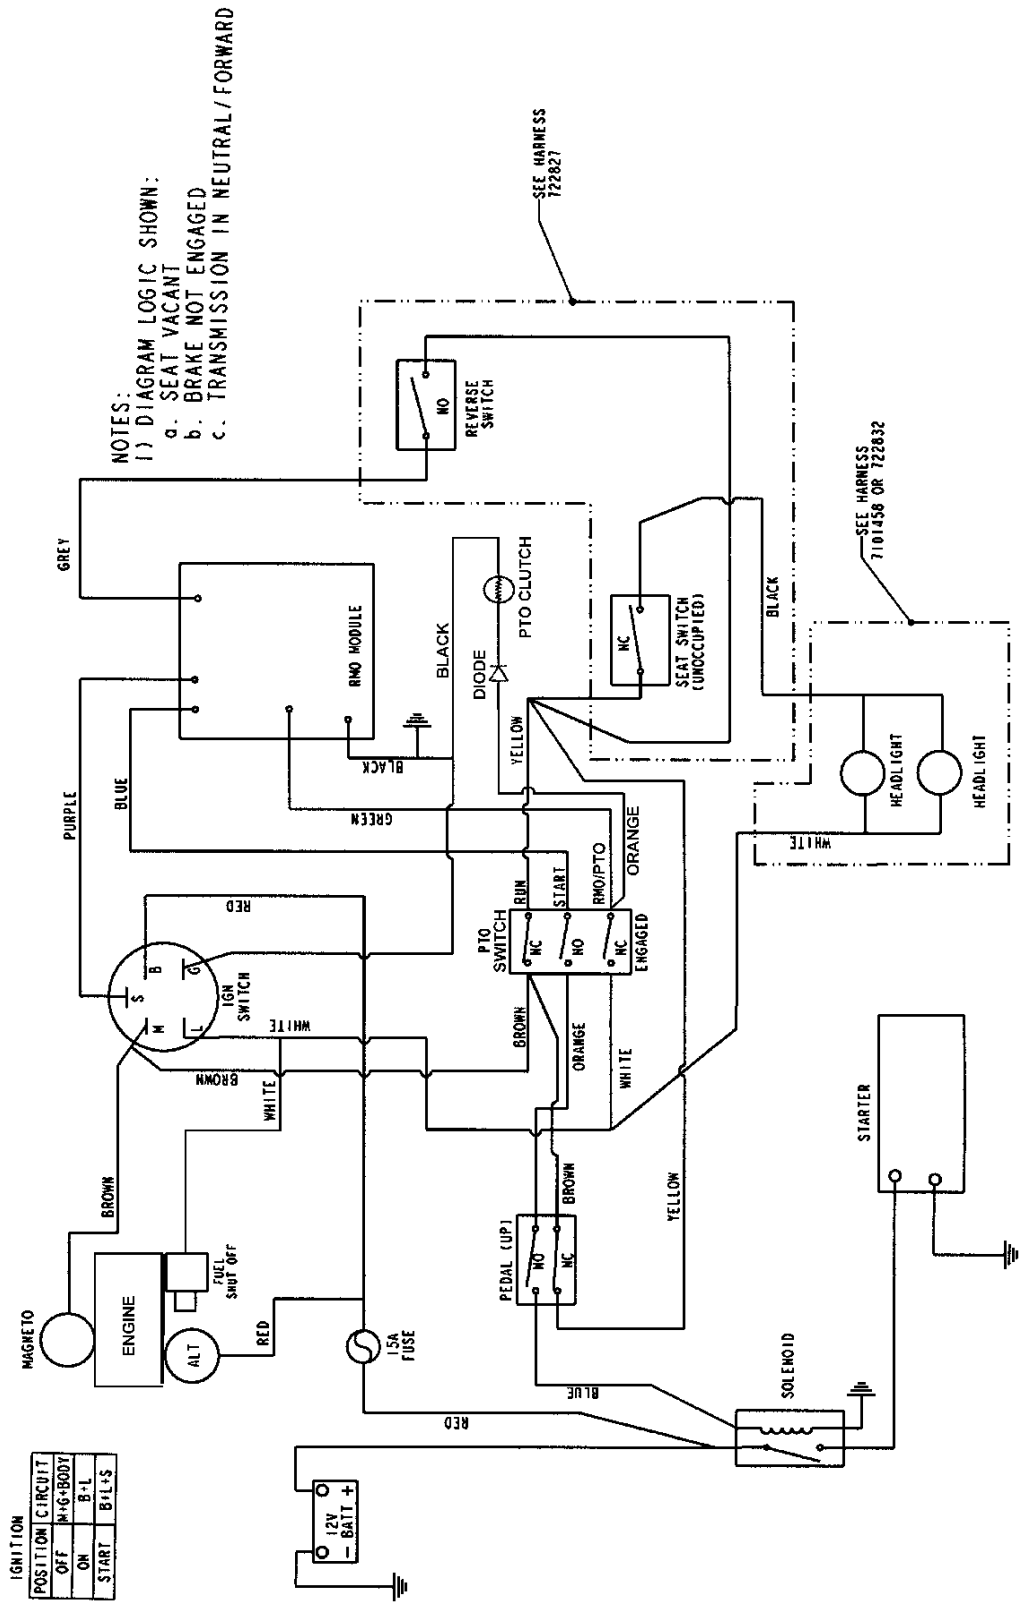 NOTES:
1) DIAGRAM LOGIC SHOWN:
a. SEAT VACANT
b. BRAKE NOT ENGAGED
c. TRANSMISSION IN NEUTRAL/FORWARD
IGNITION
POSITION CIRCUIT
OFF M+G+BODY
ON B+L
START B+L+S
MAGNETO
ENGINE
ALT
FUEL
SHUT OFF
BROWN
RED
15A
FUSE
12V
- BATT +
RED
BLUE
SOLENOID
STARTER
PEDAL (UP)
NO
NC
BROWN
YELLOW
WHITE
BROWN
WHITE
IGN
SWITCH
M
S
B
L
G
RED
PURPLE
BLUE
GREY
RMO MODULE
BLACK
GREEN
BROWN
ORANGE
WHITE
PTO
SWITCH
NC
NO
NC
ENGAGED
RUN
START
RMO/PTO
ORANGE
YELLOW
BLACK
DIODE
PTO CLUTCH
NO
REVERSE
SWITCH
NC
SEAT SWITCH
(UNOCCUPIED)
BLACK
SEE HARNESS
722827
SEE HARNESS
7101458 OR 722832
WHITE
HEADLIGHT
HEADLIGHT